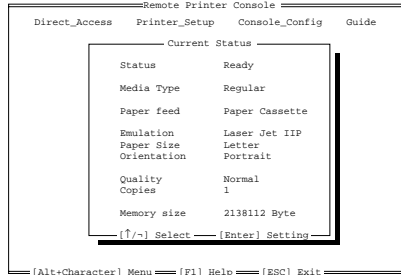 Remote Printer Console
Direct_Access Printer_Setup Console_Config Guide
Current Status
Status Ready
Media Type Regular
Paper feed Paper Cassette
Emulation Laser Jet IIP
Paper Size Letter
Orientation Portrait
Quality Normal
Copies 1
Memory size 2138112 Byte
[↑/¬] Select [Enter] Setting
[Alt+Character] Menu [F1] Help [ESC] Exit